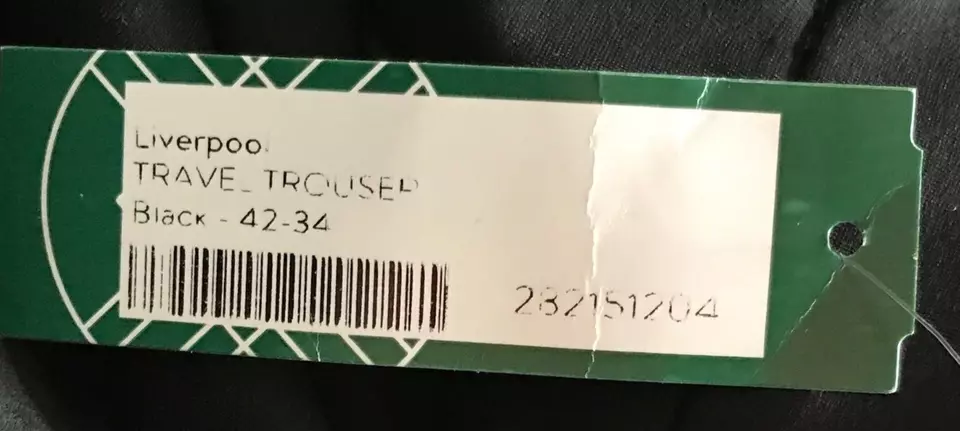 Liverpool
TRAVEL TROUSER
Black - 42-34
282151204